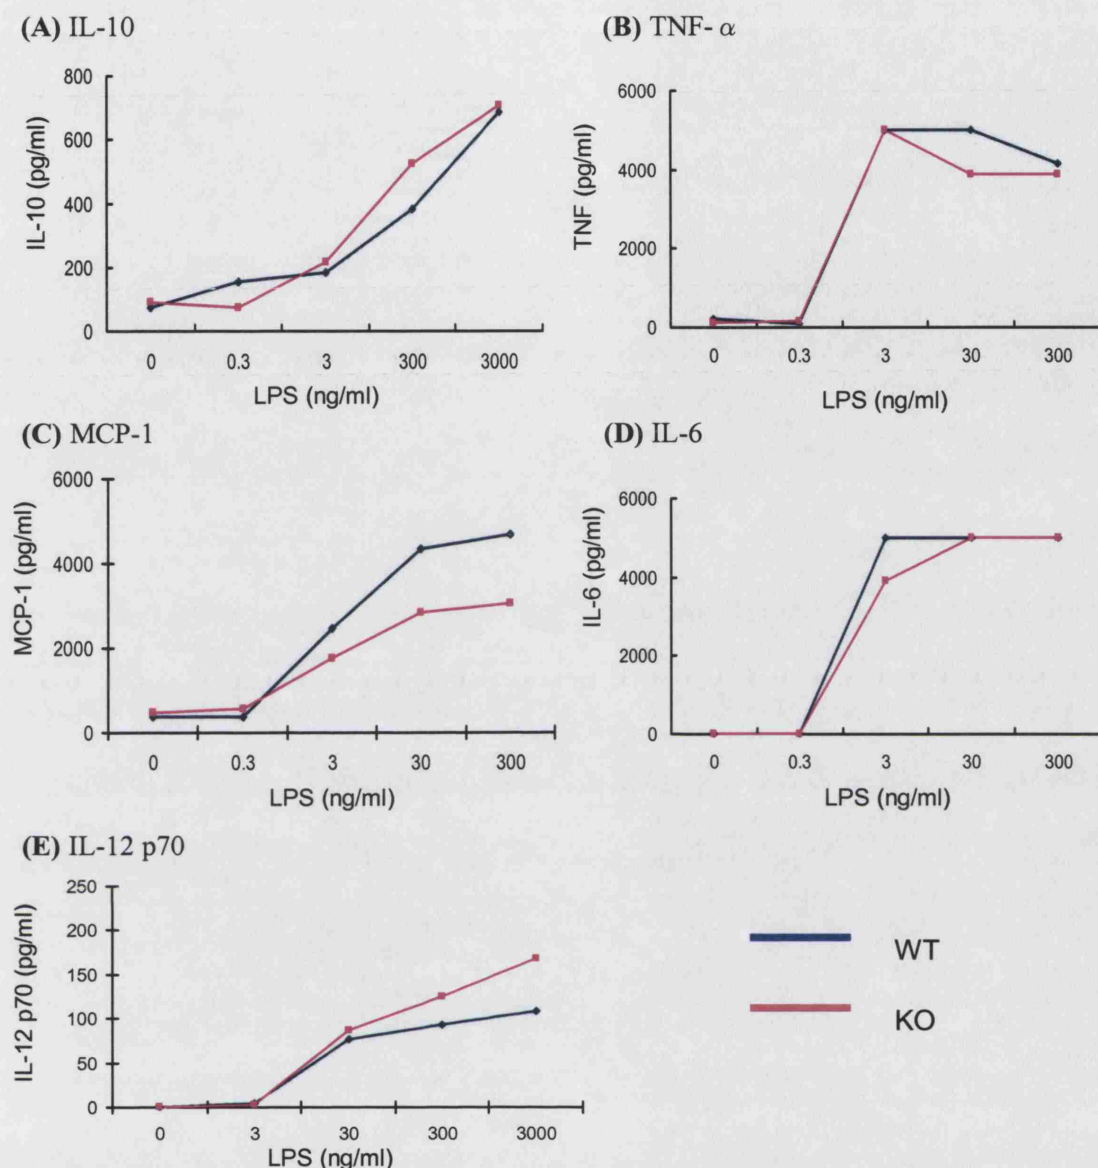 (A) IL-10
IL-10 (pg/ml)
800
600
400
200
0
0 0.3 3 300 3000
LPS (ng/ml)
(B) TNF- α
TNF (pg/ml)
6000
4000
2000
0
0 0.3 3 30 300
LPS (ng/ml)
(C) MCP-1
MCP-1 (pg/ml)
6000
4000
2000
0
0 0.3 3 30 300
LPS (ng/ml)
(D) IL-6
IL-6 (pg/ml)
6000
4000
2000
0
0 0.3 3 30 300
LPS (ng/ml)
(E) IL-12 p70
IL-12 p70 (pg/ml)
250
200
150
100
50
0
0 3 30 300 3000
LPS (ng/ml)
WT
KO